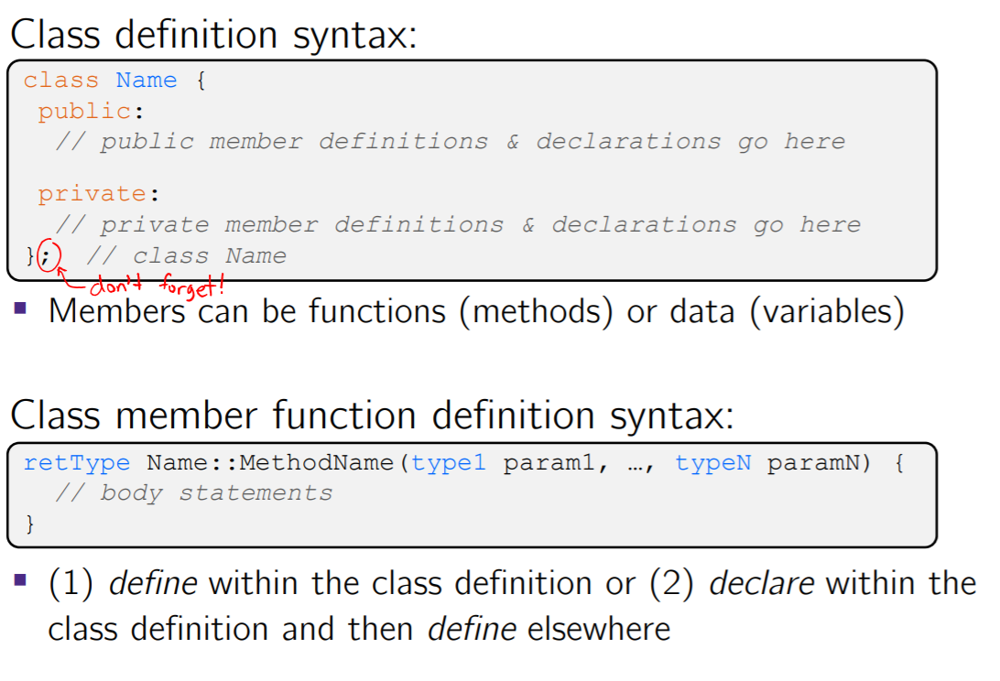 Class definition syntax:
class Name {
 public:
  // public member definitions & declarations go here
 private:
  // private member definitions & declarations go here
};  // class Name
don't forget!
▪ Members can be functions (methods) or data (variables)
Class member function definition syntax:
retType Name::MethodName(type1 param1, …, typeN paramN) {
  // body statements
}
▪ (1) define within the class definition or (2) declare within the
class definition and then define elsewhere